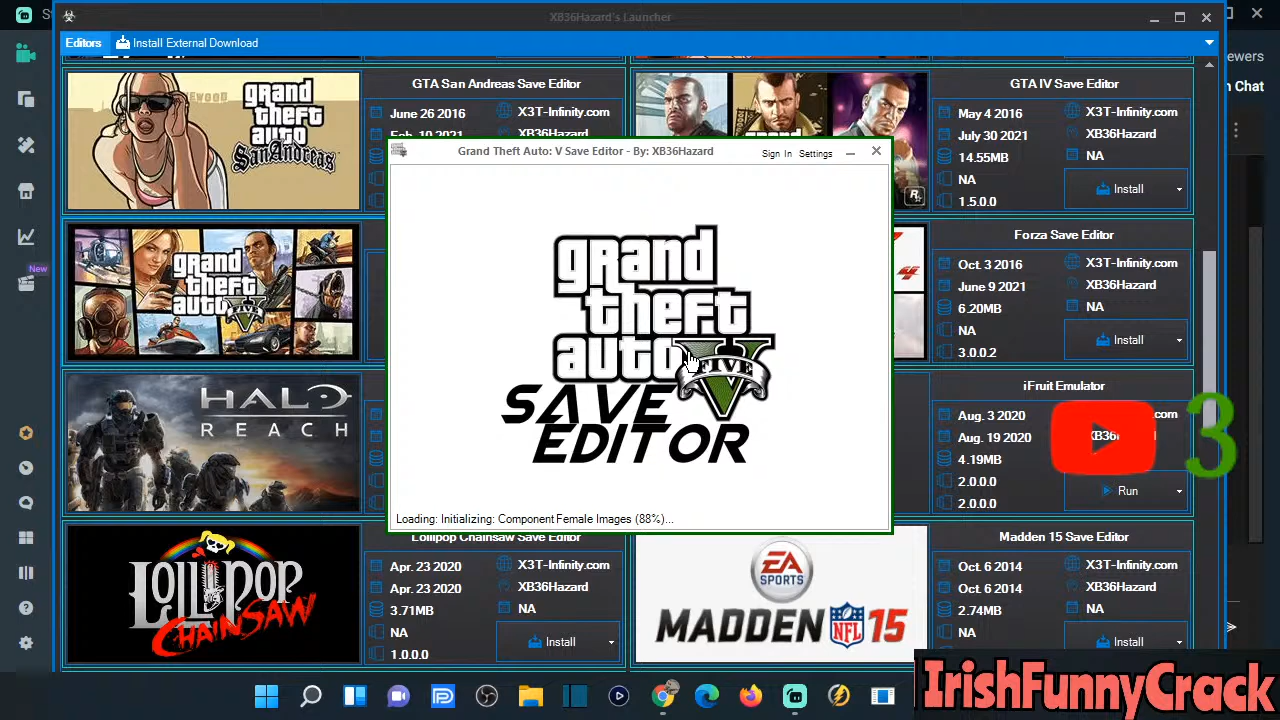 S
XB36Hazard's Launcher
Editors
Install External Download
ewers
n Chat
New
GTA San Andreas Save Editor
June 26 2016
X3T-Infinity.com
Feb. 10 2021
XB36Hazard
grand
theft
auto
San Andreas
GTA IV Save Editor
May 4 2016
X3T-Infinity.com
July 30 2021
XB36Hazard
14.55MB
NA
NA
Install
1.5.0.0
grand
theft
auto
V
Grand Theft Auto: V Save Editor - By: XB36Hazard
Sign In
Settings
grand
theft
auto
V
FIVE
SAVE
EDITOR
Loading: Initializing: Component Female Images (88%)...
Forza Save Editor
Oct. 3 2016
X3T-Infinity.com
June 9 2021
XB36Hazard
6.20MB
NA
NA
Install
3.0.0.2
HALO
REACH
iFruit Emulator
Aug. 3 2020
.com
Aug. 19 2020
XB36
4.19MB
2.0.0.0
Run
2.0.0.0
3
LOLLIPOP
CHAINSAW
Lollipop Chainsaw Save Editor
Apr. 23 2020
X3T-Infinity.com
Apr. 23 2020
XB36Hazard
3.71MB
NA
NA
Install
1.0.0.0
EA
SPORTS
MADDEN NFL 15
Madden 15 Save Editor
Oct. 6 2014
X3T-Infinity.com
Oct. 6 2014
XB36Hazard
2.74MB
NA
NA
Install
IrishFunnyCrack